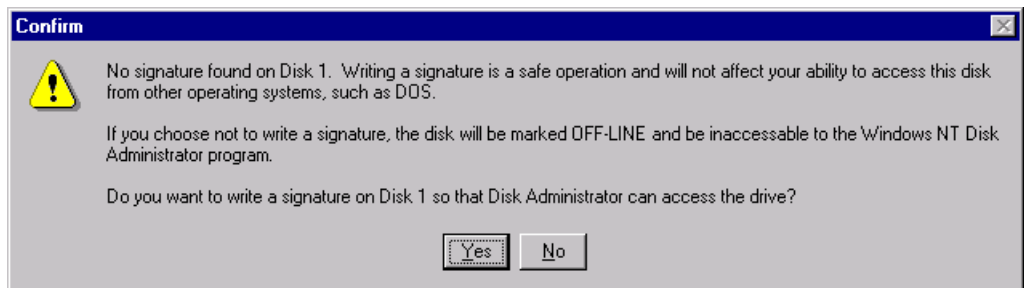 Confirm
No signature found on Disk 1.  Writing a signature is a safe operation and will not affect your ability to access this disk
from other operating systems, such as DOS.
If you choose not to write a signature, the disk will be marked OFF-LINE and be inaccessable to the Windows NT Disk
Administrator program.
Do you want to write a signature on Disk 1 so that Disk Administrator can access the drive?
Yes No